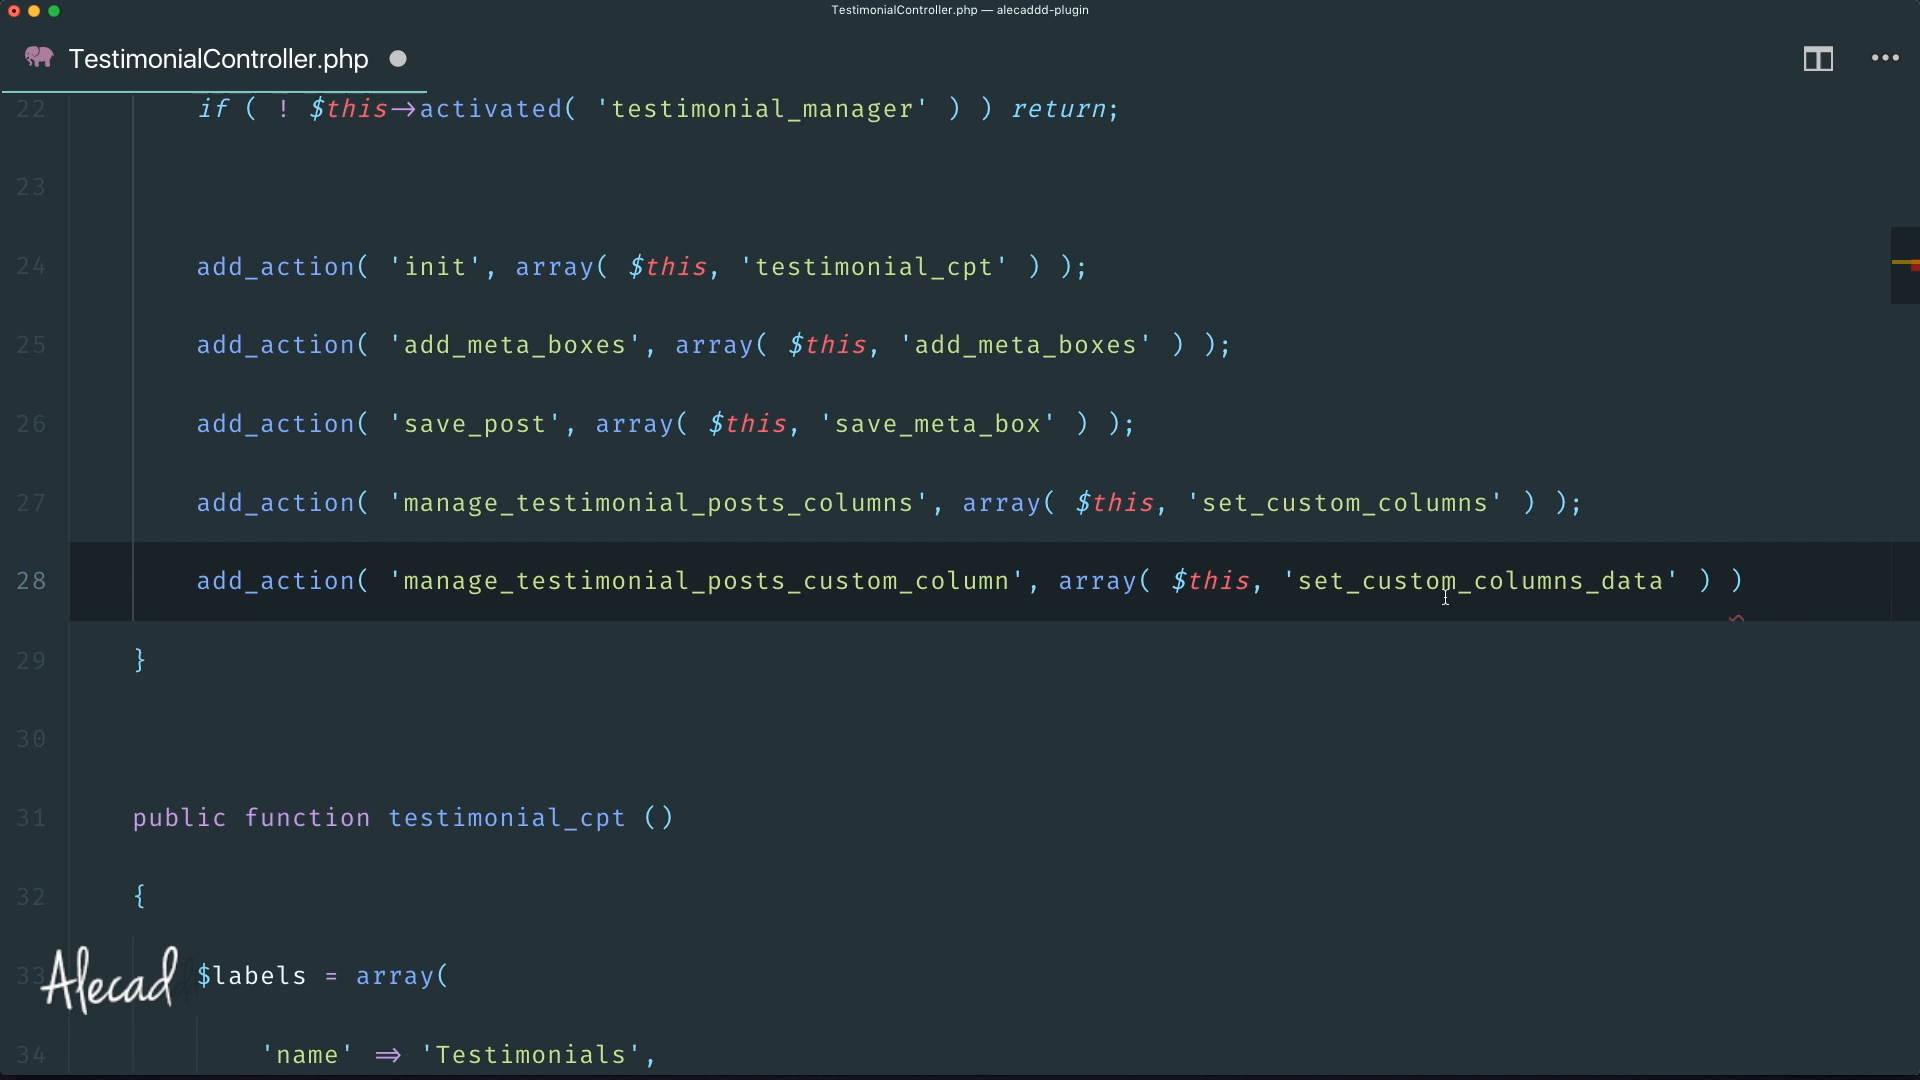 TestimonialController.php — alecaddd-plugin
TestimonialController.php
22 if ( ! $this->activated( 'testimonial_manager' ) ) return;
23
24 add_action( 'init', array( $this, 'testimonial_cpt' ) );
25 add_action( 'add_meta_boxes', array( $this, 'add_meta_boxes' ) );
26 add_action( 'save_post', array( $this, 'save_meta_box' ) );
27 add_action( 'manage_testimonial_posts_columns', array( $this, 'set_custom_columns' ) );
28 add_action( 'manage_testimonial_posts_custom_column', array( $this, 'set_custom_columns_data' ) )
29 }
30
31 public function testimonial_cpt ()
32 {
33 $labels = array(
34 'name' => 'Testimonials',
Alecad